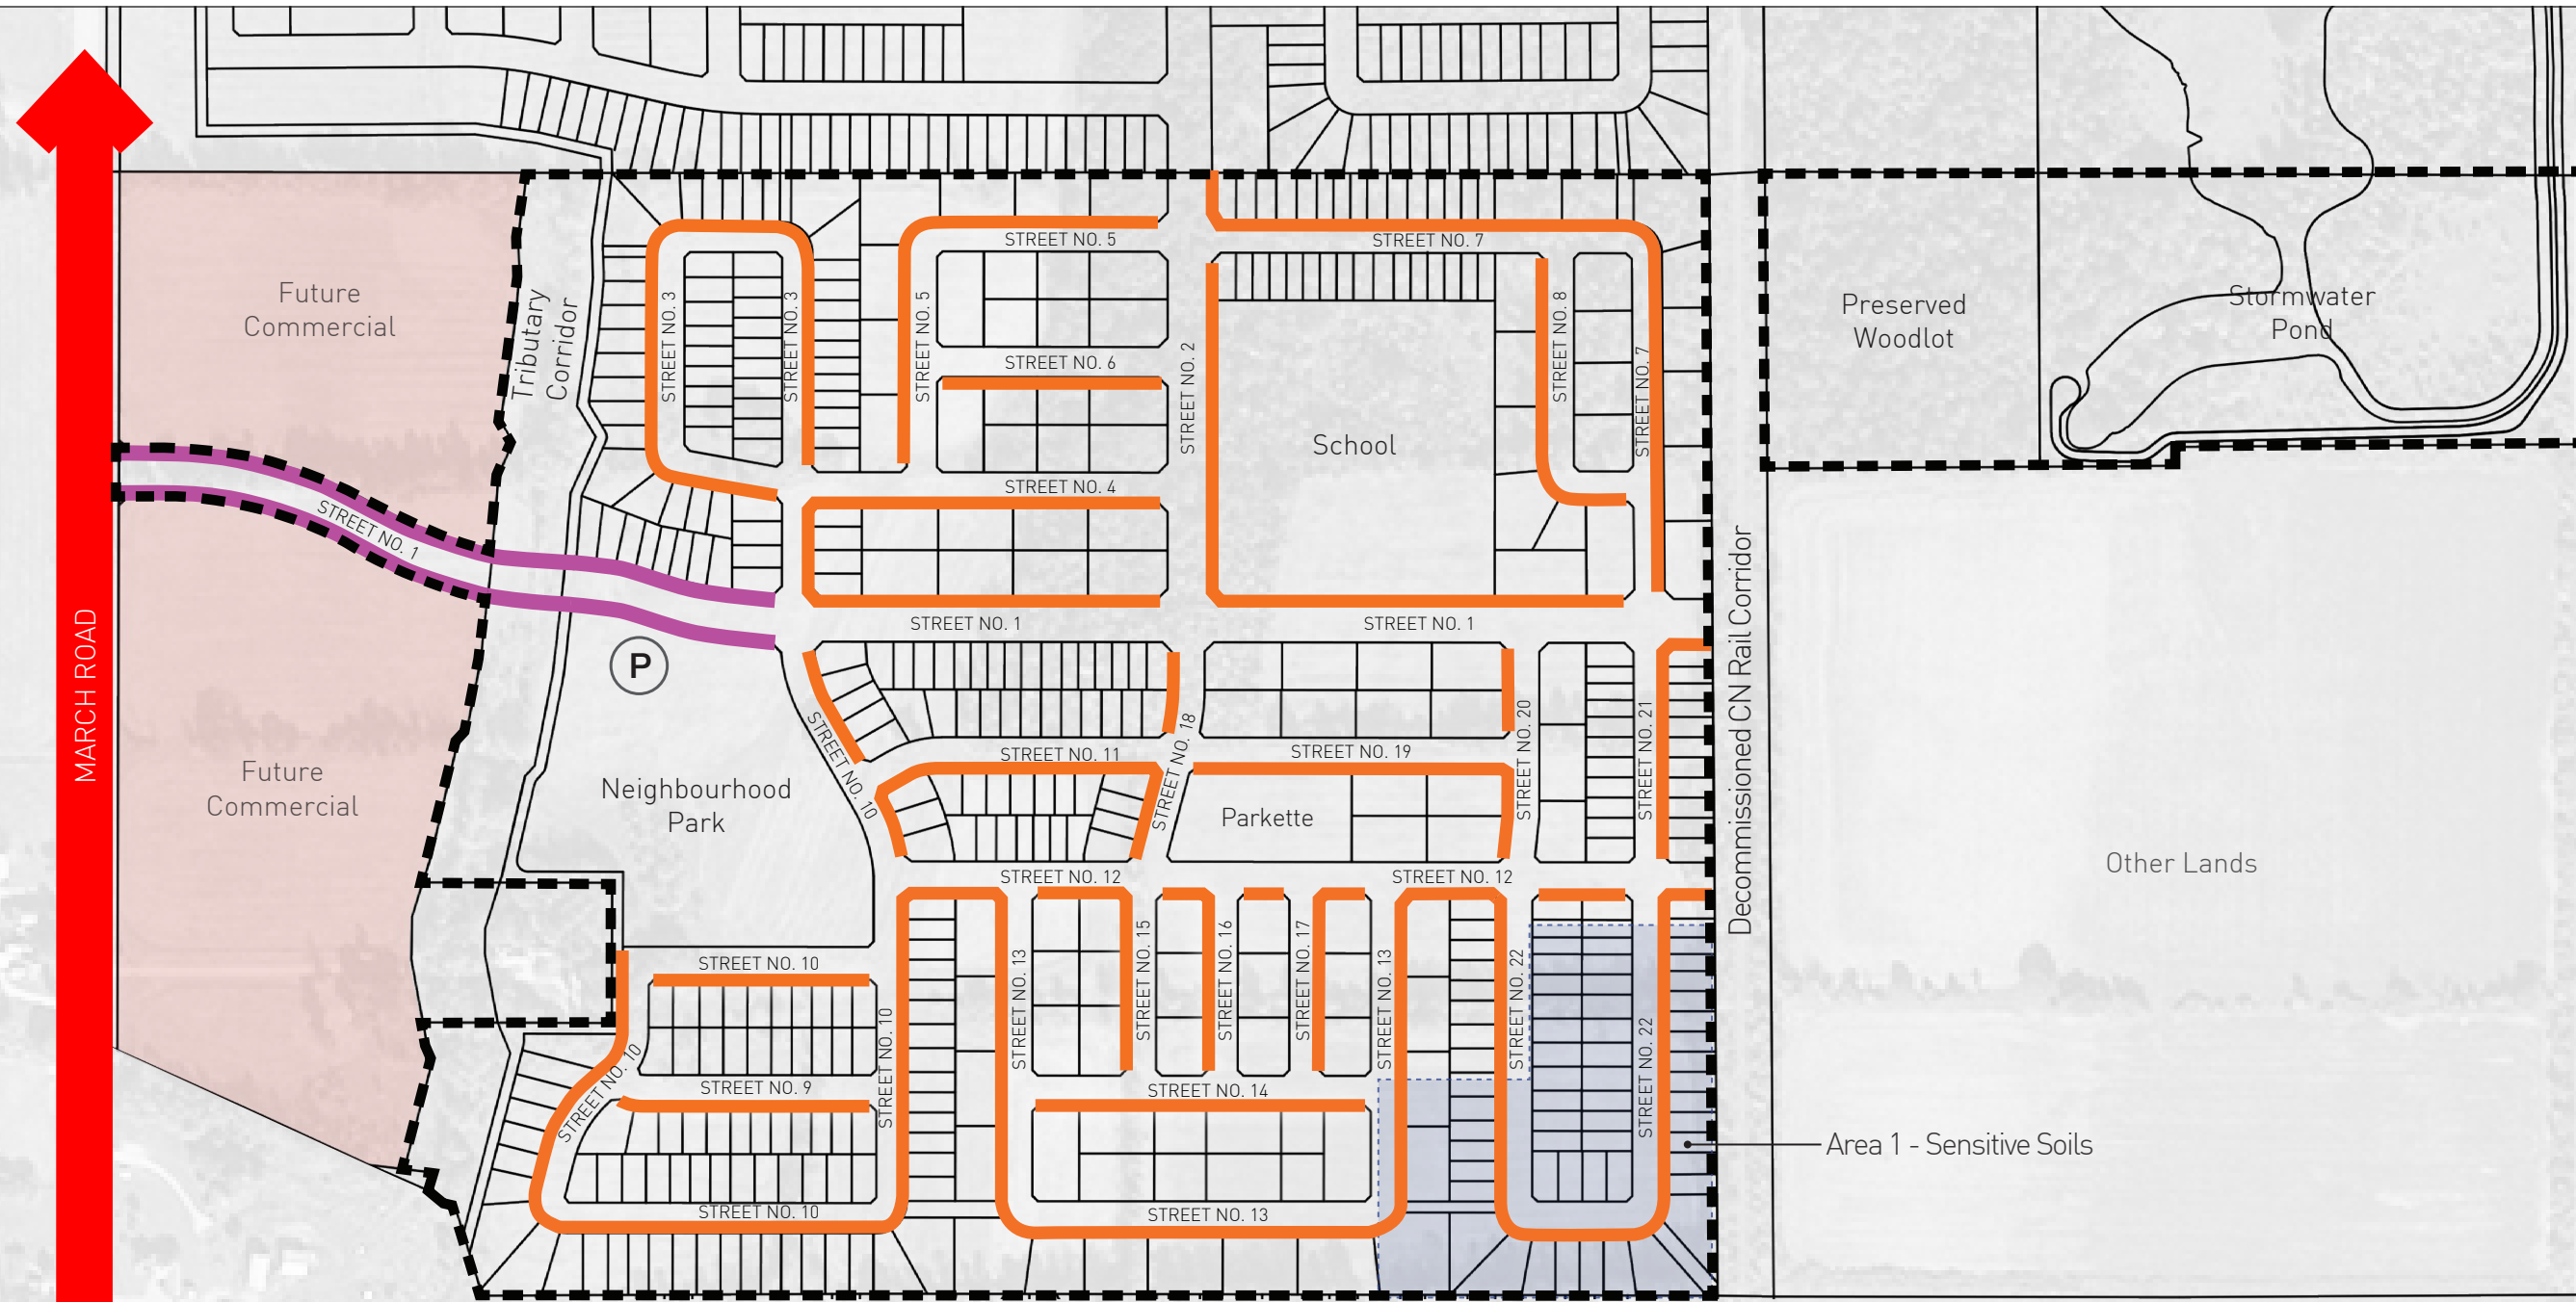 STREET NO. 5
STREET NO. 7
Future
Commercial
Tributary
Corridor
STREET NO. 3
STREET NO. 3
STREET NO. 5
STREET NO. 2
STREET NO. 8
STREET NO. 7
Preserved
Woodlot
Stormwater
Pond
STREET NO. 6
School
STREET NO. 4
STREET NO. 1
STREET NO. 1
STREET NO. 1
MARCH ROAD
P
Decommissioned CN Rail Corridor
STREET NO. 10
STREET NO. 11
STREET NO. 18
STREET NO. 19
STREET NO. 20
STREET NO. 21
Future
Commercial
Neighbourhood
Park
Parkette
Other Lands
STREET NO. 12
STREET NO. 12
STREET NO. 10
STREET NO. 13
STREET NO. 15
STREET NO. 16
STREET NO. 17
STREET NO. 13
STREET NO. 22
STREET NO. 22
STREET NO. 10
STREET NO. 10
STREET NO. 9
STREET NO. 14
Area 1 - Sensitive Soils
STREET NO. 10
STREET NO. 13